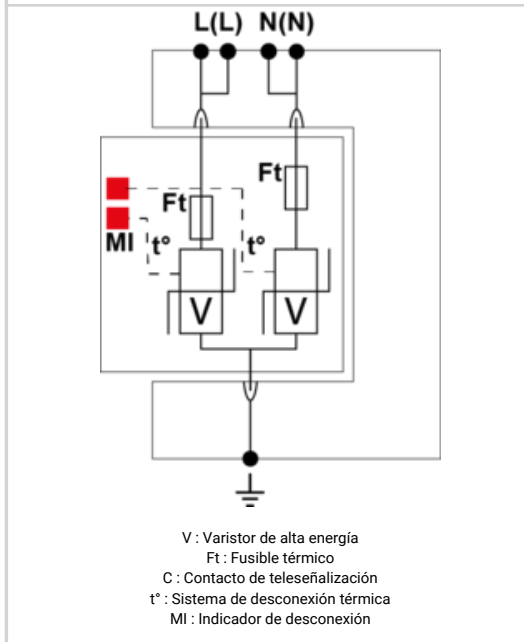 L(L) N(N)
Ft
Ft
MI t° t°
V V
V : Varistor de alta energía
Ft : Fusible térmico
C : Contacto de teleseñalización
t° : Sistema de desconexión térmica
MI : Indicador de desconexión